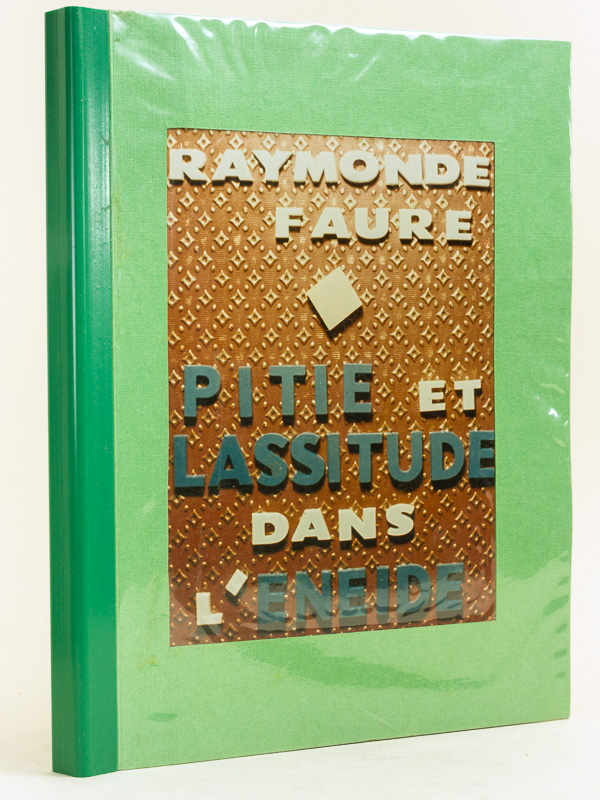 RAYMONDE
FAURE
PITIE ET
LASSITUDE
DANS
L'ENEIDE